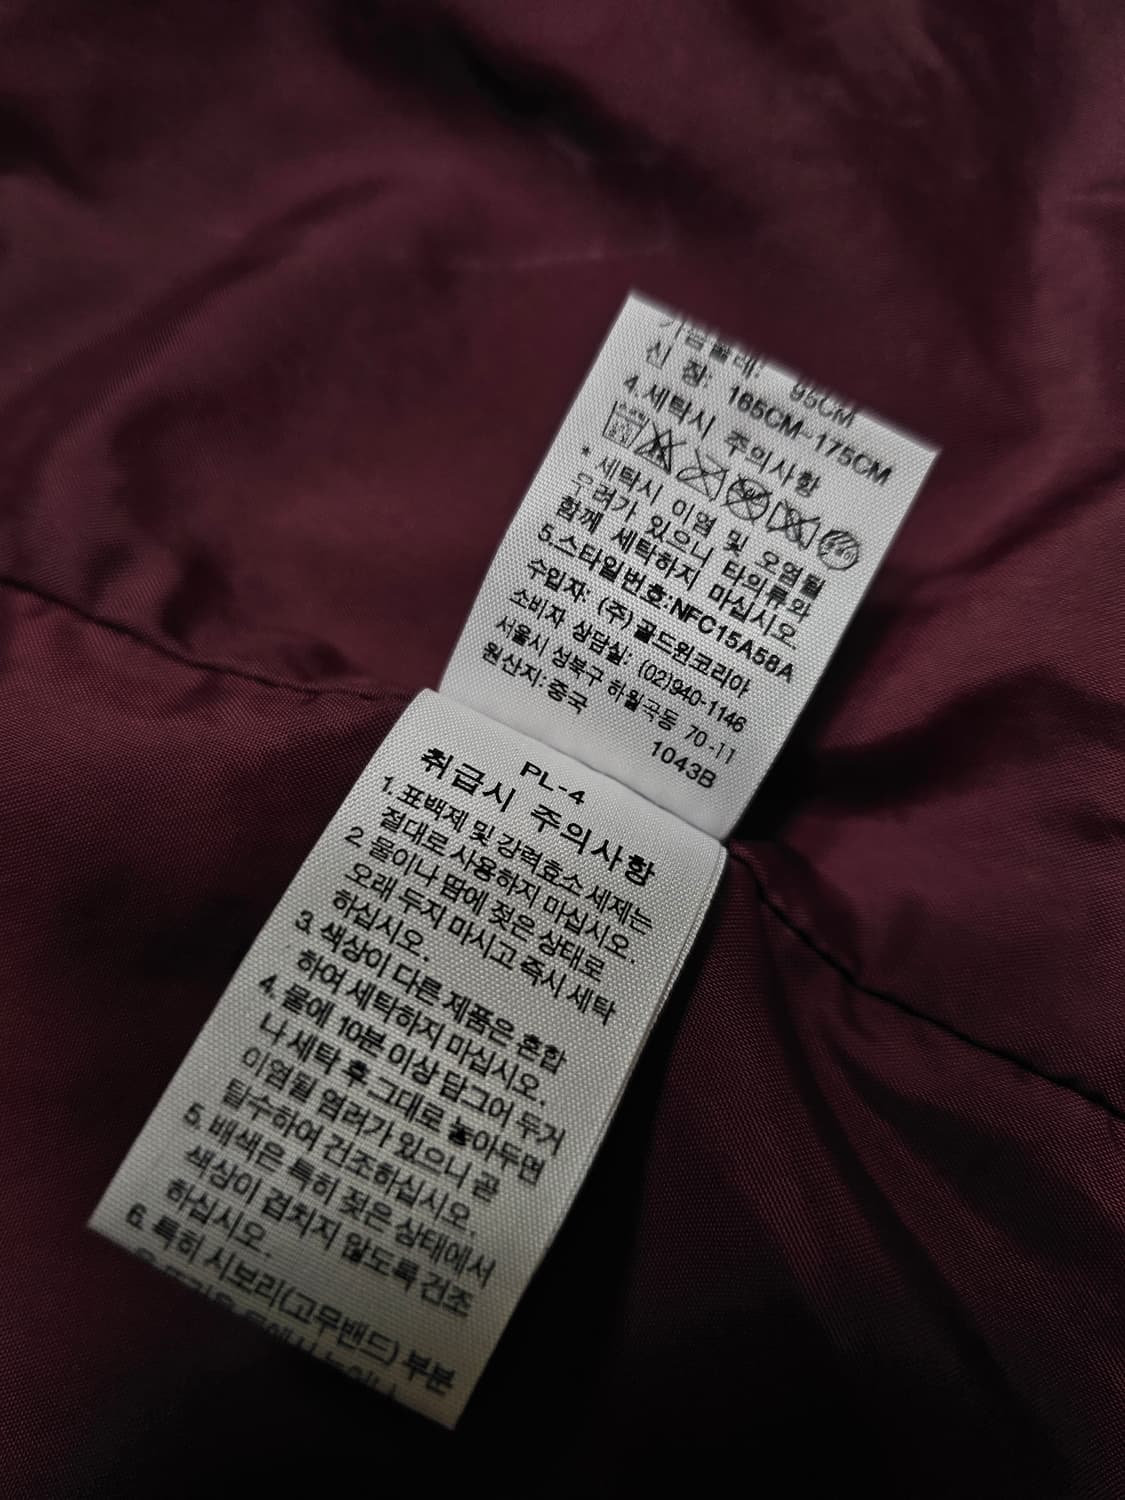 가슴둘레: 95CM
신 장: 165CM~175CM
4.세탁시 주의사항
* 세탁시 이염 및 오염될
우려가 있으니 타의류와
함께 세탁하지 마십시오.
5.스타일번호:NFC15A58A
수입자: (주)골드윈코리아
소비자 상담실: (02)940-1146
서울시 성북구 하월곡동 70-11
원산지:중국
1043B
PL-4
취급시 주의사항
1. 표백제 및 강력효소 세제는
절대로 사용하지 마십시오.
2 물이나 땀에 젖은 상태로
오래 두지 마시고 즉시 세탁
하십시오.
3. 색상이 다른 제품은 혼합
하여 세탁하지 마십시오.
4. 물에 10분 이상 담그어 두거
나 세탁 후 그대로 놓아두면
이염될 염려가 있으니 곧
탈수하여 건조하십시오.
5. 배색은 특히 젖은 상태에서
색상이 겹치지 않도록 건조
하십시오.
6. 특히 시보리(고무밴드) 부분